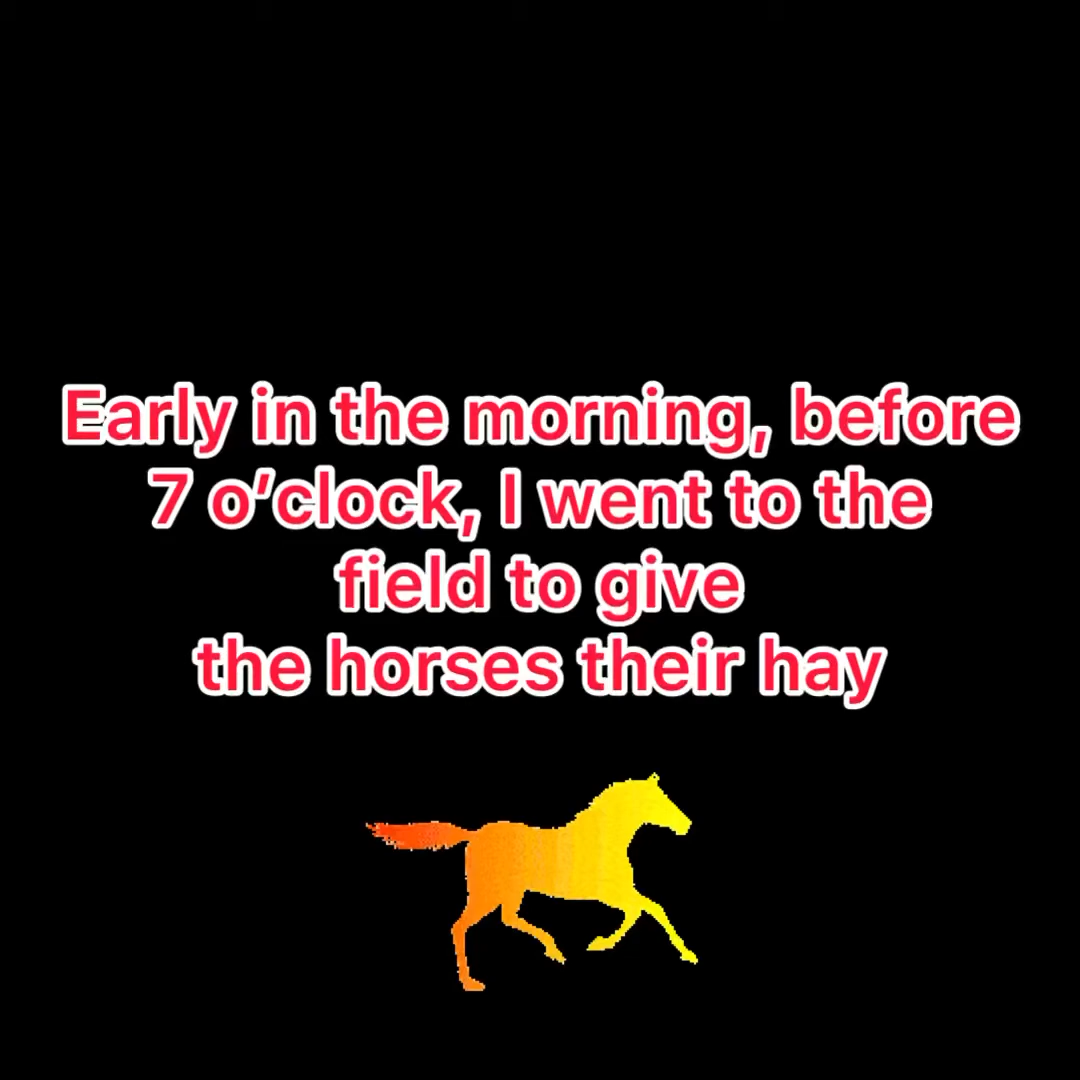 Early in the morning, before
7 o’clock, I went to the
field to give
the horses their hay